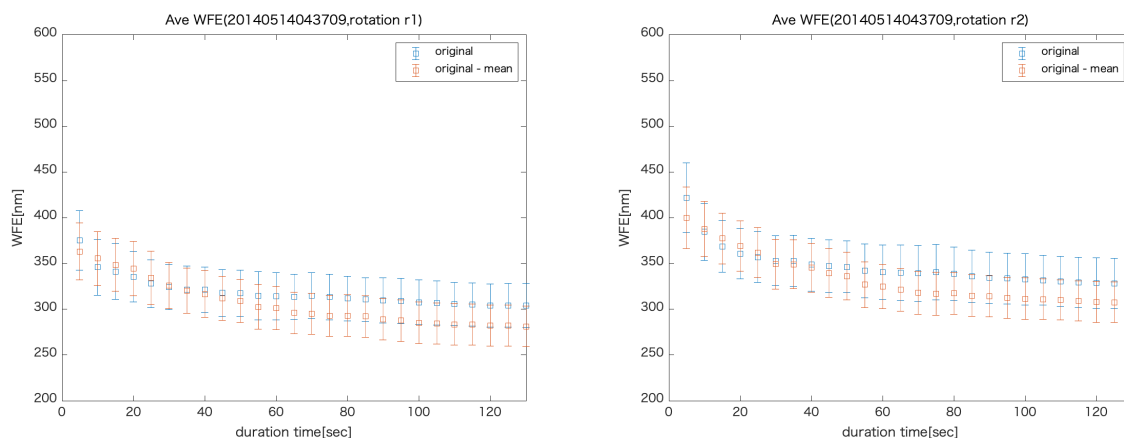 Ave WFE(20140514043709,rotation r1)
600
550
500
450
400
350
300
250
200
WFE[nm]
0 20 40 60 80 100 120
duration time[sec]
original
original - mean
Ave WFE(20140514043709,rotation r2)
600
550
500
450
400
350
300
250
200
WFE[nm]
0 20 40 60 80 100 120
duration time[sec]
original
original - mean